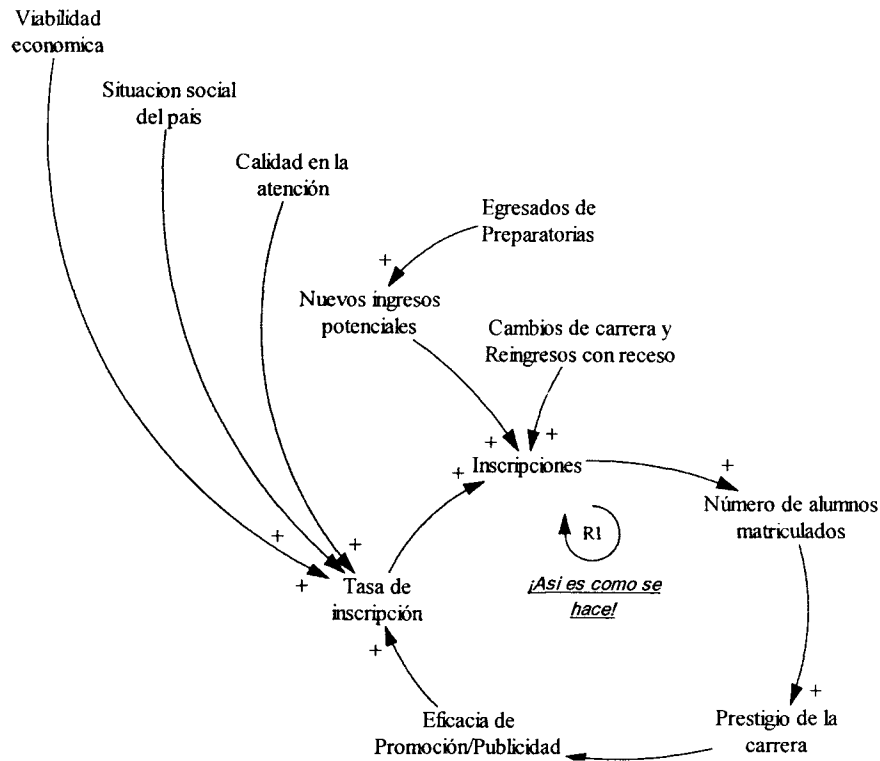 Viabilidad
economica
Situacion social
del pais
Calidad en la
atención
Egresados de
Preparatorias
+
Nuevos ingresos
potenciales
Cambios de carrera y
Reingresos con receso
+
+
+
Inscripciones
+
Número de alumnos
matriculados
R1
¡Asi es como se
hace!
+
+
+
Tasa de
inscripción
+
+
Eficacia de
Promoción/Publicidad
Prestigio de la
carrera